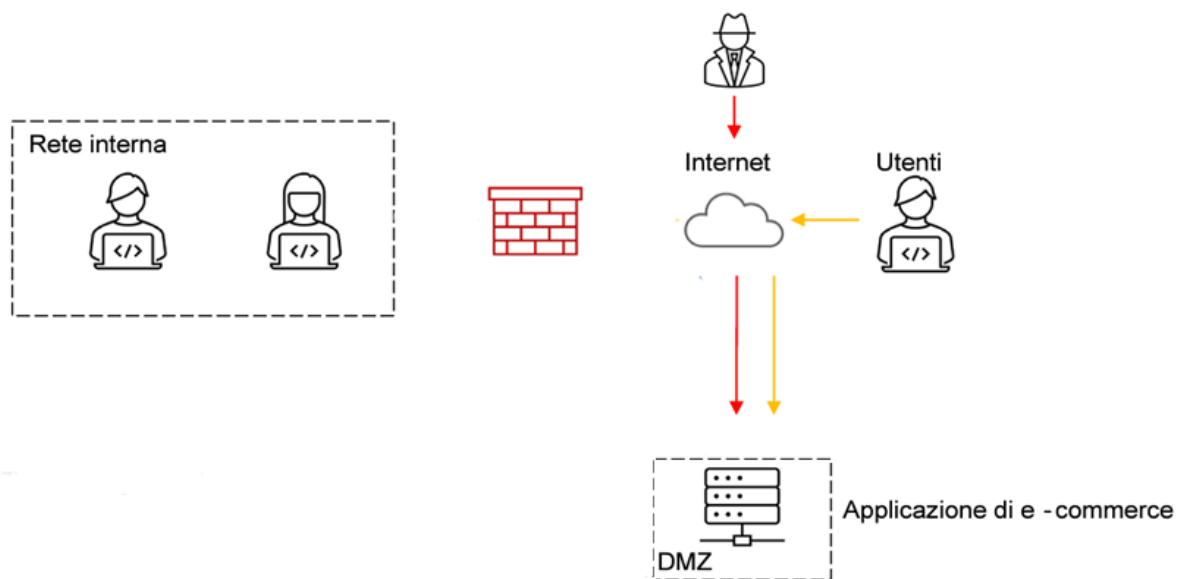 Rete interna
Internet
Utenti
</>
</>
</>
Applicazione di e -commerce
DMZ